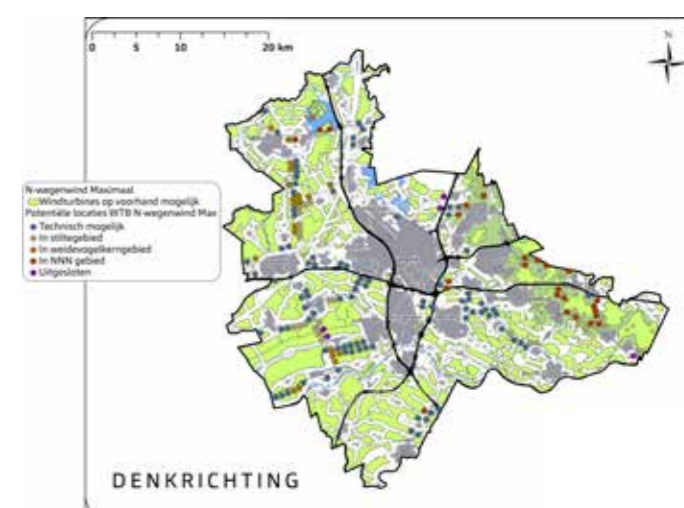 0 5 10 20 km
N
N-wegenwind Maximaal
Windturbines op voorhand mogelijk
Potentiële locaties WTB N-wegenwind Max
Technisch mogelijk
In stiltegebied
In weidevogelkerngebied
In NNN gebied
Uitgesloten
DENKRICHTING